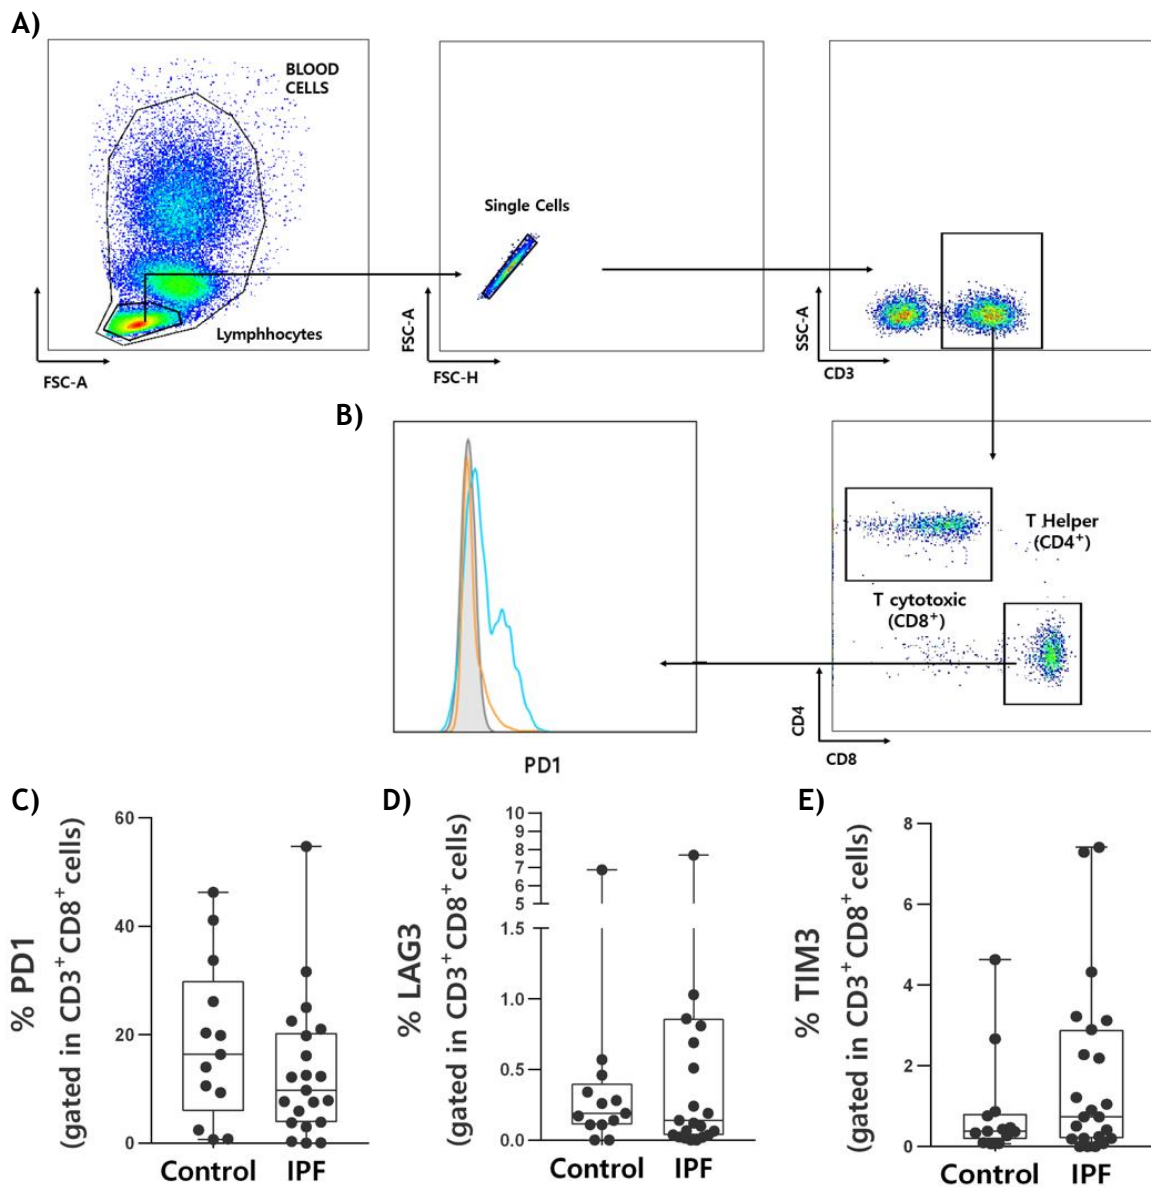 A)
BLOOD
CELLS
Lymphhocytes
FSC-A
Single Cells
FSC-A
FSC-H
SSC-A
CD3
B)
PD1
T Helper
(CD4+)
T cytotoxic
(CD8+)
CD4
CD8
C)
% PD1
(gated in CD3+CD8+ cells)
60
40
20
0
Control IPF
D)
% LAG3
(gated in CD3+CD8+ cells)
10
9
8
7
6
5
1.5
1.0
0.5
0.0
Control IPF
E)
% TIM3
(gated in CD3+CD8+ cells)
8
6
4
2
0
Control IPF